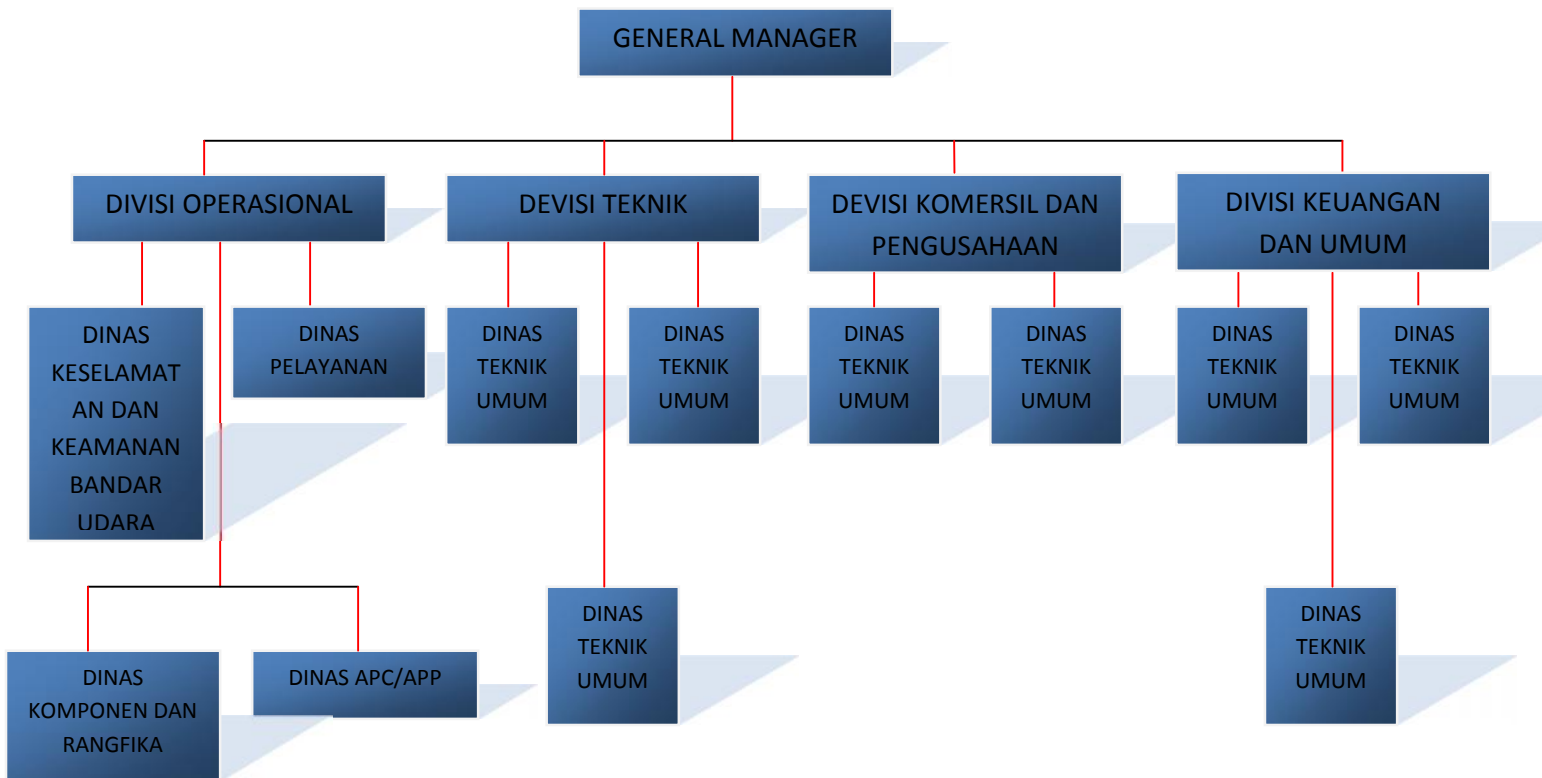 GENERAL MANAGER
DIVISI OPERASIONAL
DEVISI TEKNIK
DEVISI KOMERSIL DAN
PENGUSAHAAN
DIVISI KEUANGAN
DAN UMUM
DINAS
KESELAMAT
AN DAN
KEAMANAN
BANDAR
UDARA
DINAS
PELAYANAN
DINAS
TEKNIK
UMUM
DINAS
TEKNIK
UMUM
DINAS
TEKNIK
UMUM
DINAS
TEKNIK
UMUM
DINAS
TEKNIK
UMUM
DINAS
TEKNIK
UMUM
DINAS
KOMPONEN DAN
RANGFIKA
DINAS APC/APP
DINAS
TEKNIK
UMUM
DINAS
TEKNIK
UMUM